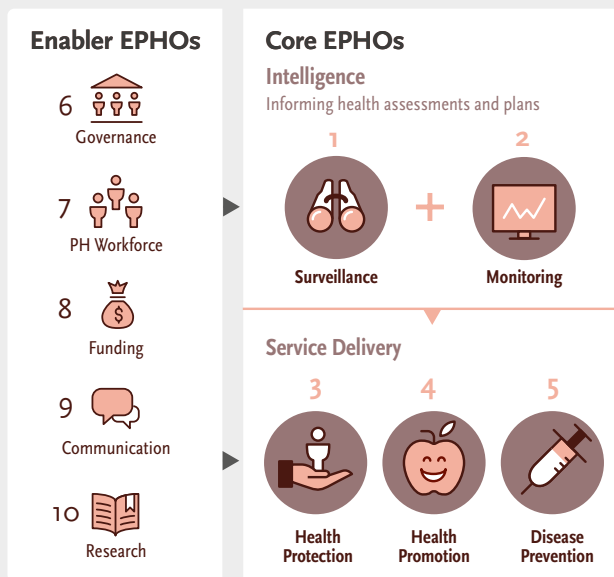 Enabler EPHOs
6
Governance
7
PH Workforce
8
$
Funding
9
Communication
10
Research
Core EPHOs
Intelligence
Informing health assessments and plans
1
2
+
Surveillance
Monitoring
Service Delivery
3
4
5
Health
Protection
Health
Promotion
Disease
Prevention